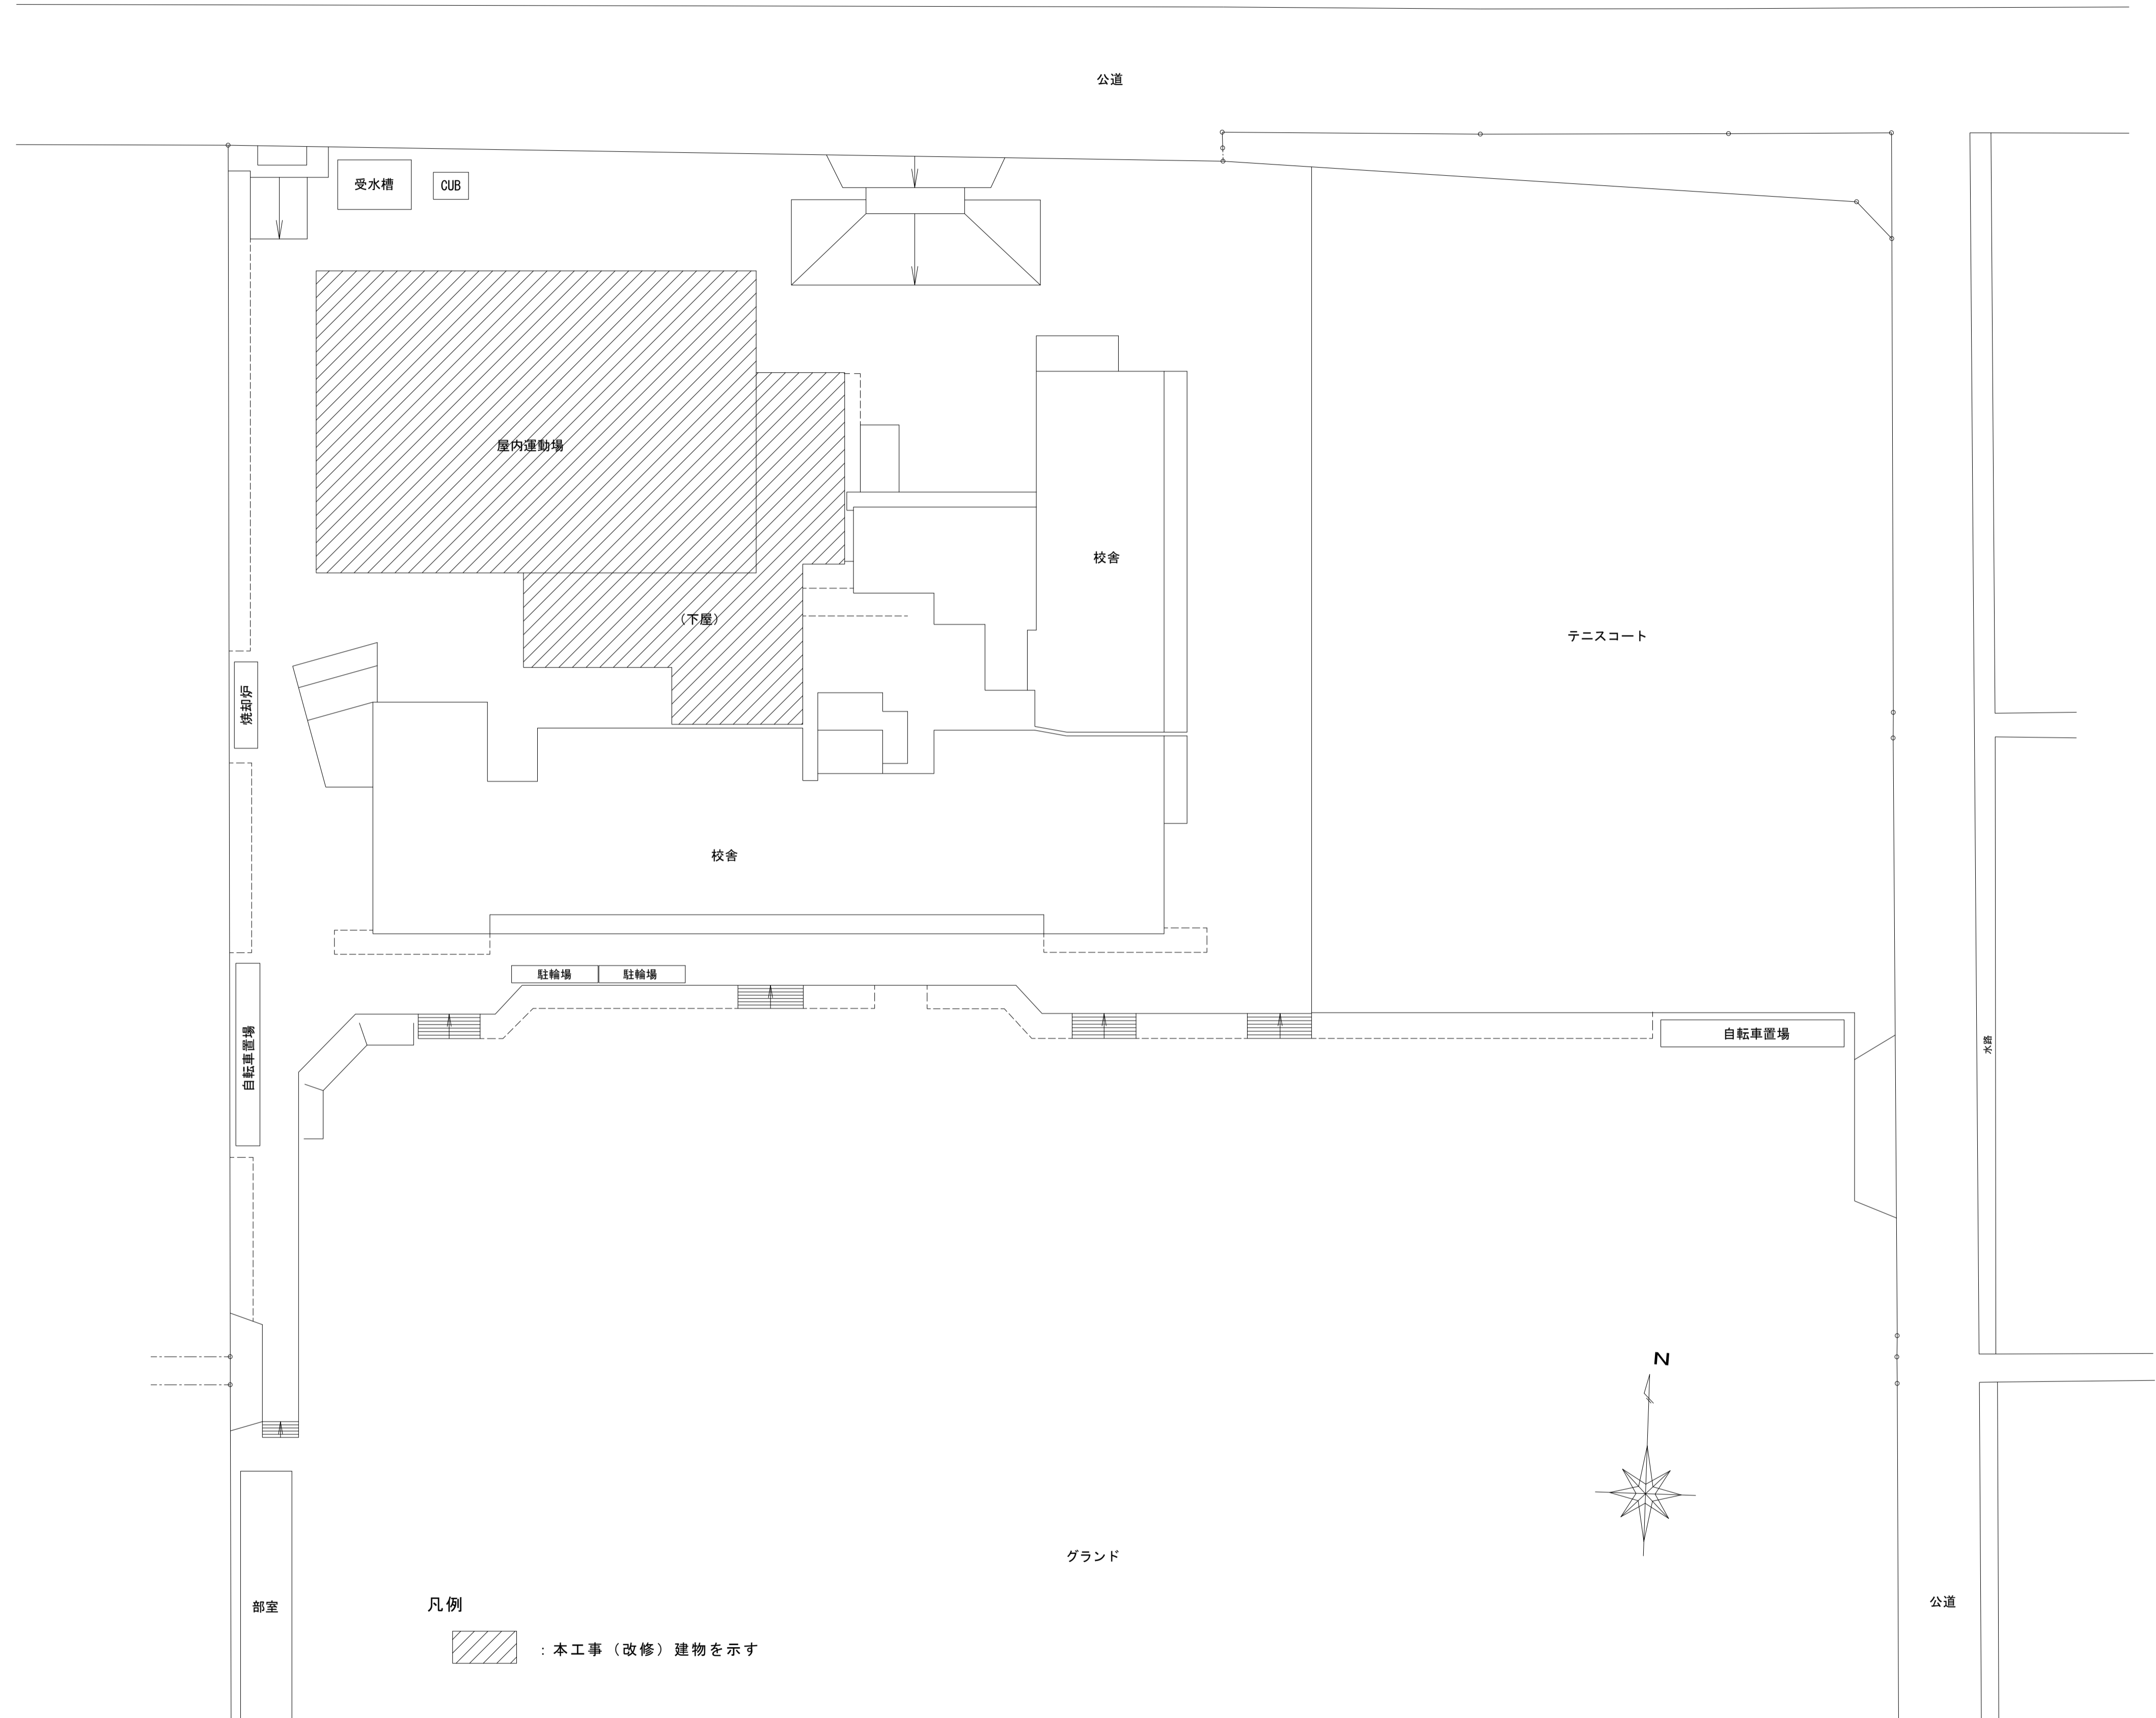 公道
受水槽
CUB
屋内運動場
校舎
(下屋)
テニスコート
焼却炉
校舎
駐輪場
駐輪場
自転車置場
自転車置場
水路
N
グランド
公道
部室
凡例
：本工事（改修）建物を示す